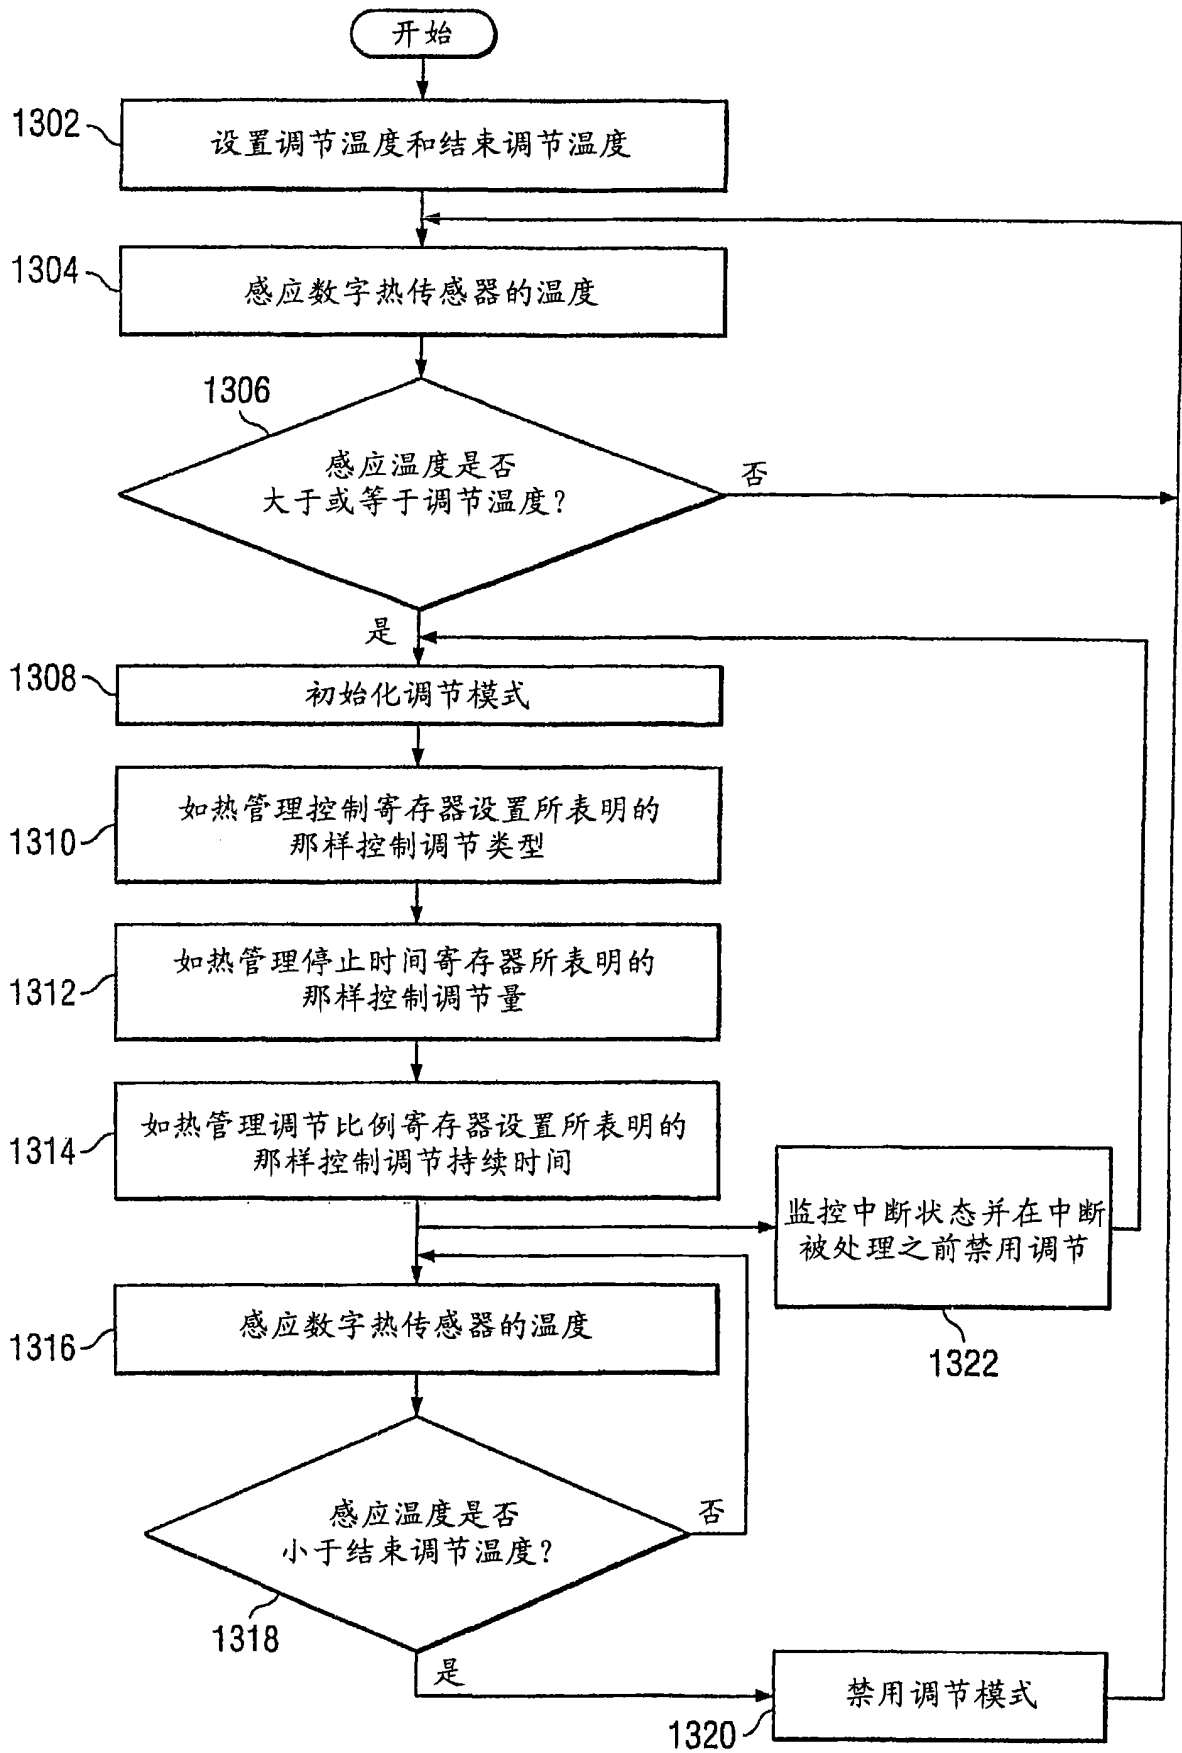 开始
1302
设置调节温度和结束调节温度
1304
感应数字热传感器的温度
1306
感应温度是否
大于或等于调节温度?
否
是
1308
初始化调节模式
1310
如热管理控制寄存器设置所表明的
那样控制调节类型
1312
如热管理停止时间寄存器所表明的
那样控制调节量
1314
如热管理调节比例寄存器设置所表明的
那样控制调节持续时间
监控中断状态并在中断
被处理之前禁用调节
1322
1316
感应数字热传感器的温度
感应温度是否
小于结束调节温度?
否
1318
是
禁用调节模式
1320